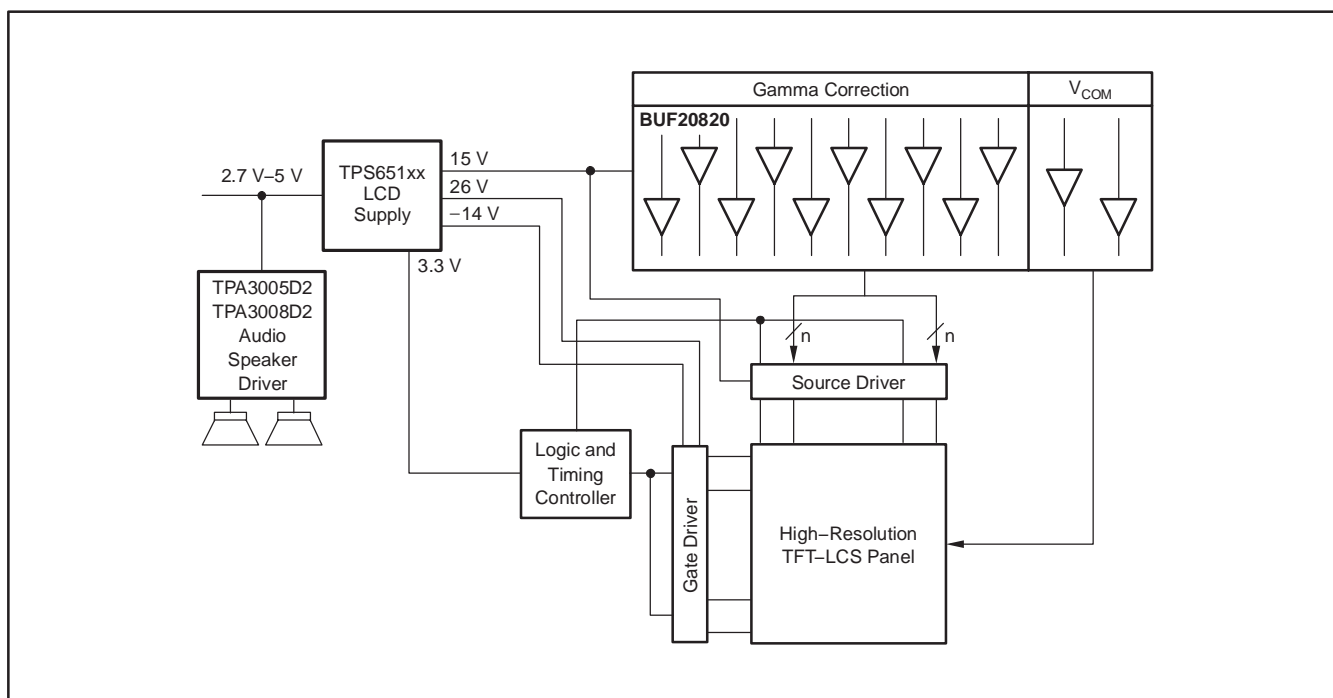 Gamma Correction
V_COM
BUF20820
2.7 V–5 V
TPS651xx
LCD
Supply
15 V
26 V
–14 V
3.3 V
TPA3005D2
TPA3008D2
Audio
Speaker
Driver
n
n
Source Driver
Logic and
Timing
Controller
Gate Driver
High–Resolution
TFT–LCS Panel